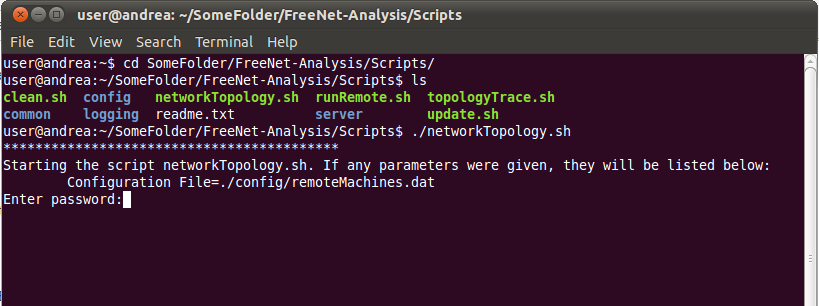 user@andrea: ~/SomeFolder/FreeNet-Analysis/Scripts
File Edit View Search Terminal Help
user@andrea:~$ cd SomeFolder/FreeNet-Analysis/Scripts/
user@andrea:~/SomeFolder/FreeNet-Analysis/Scripts$ ls
clean.sh config networkTopology.sh runRemote.sh topologyTrace.sh
common logging readme.txt server update.sh
user@andrea:~/SomeFolder/FreeNet-Analysis/Scripts$ ./networkTopology.sh
******************************************
Starting the script networkTopology.sh. If any parameters were given, they will be listed below:
Configuration File=./config/remoteMachines.dat
Enter password: